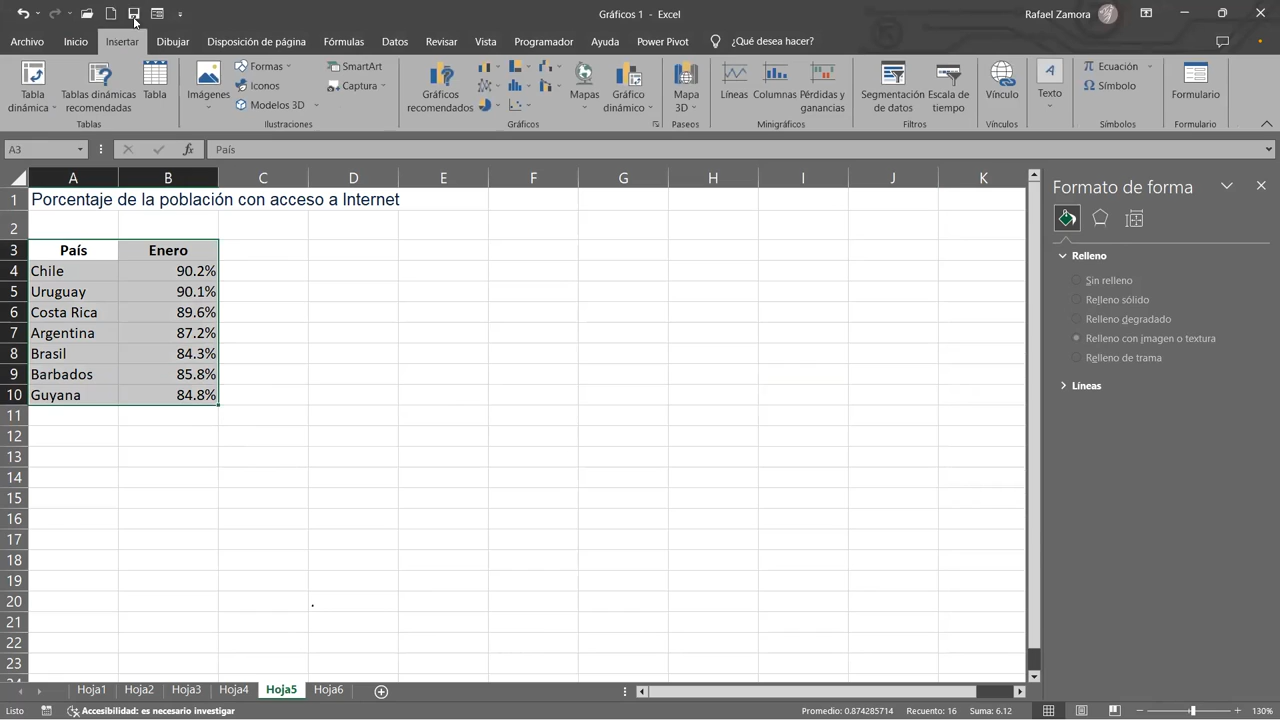 Gráficos 1 - Excel
Rafael Zamora
Archivo Inicio Insertar Dibujar Disposición de página Fórmulas Datos Revisar Vista Programador Ayuda Power Pivot ¿Qué desea hacer?
Tabla dinámica
Tablas dinámicas recomendadas
Tabla
Tablas
Imágenes
Formas
Iconos
Modelos 3D
SmartArt
Captura
Ilustraciones
Gráficos recomendados
Mapas
Gráfico dinámico
Gráficos
Mapa 3D
Paseos
Líneas
Columnas
Pérdidas y ganancias
Minigráficos
Segmentación de datos
Escala de tiempo
Filtros
Vínculo
Vínculos
Texto
Ecuación
Símbolo
Símbolos
Formulario
Formulario
A3 fx País
A B C D E F G H I J K
1 Porcentaje de la población con acceso a Internet
2
3 País Enero
4 Chile 90.2%
5 Uruguay 90.1%
6 Costa Rica 89.6%
7 Argentina 87.2%
8 Brasil 84.3%
9 Barbados 85.8%
10 Guyana 84.8%
11
12
13
14
15
16
17
18
19
20
21
22
23
Formato de forma
Relleno
Sin relleno
Relleno sólido
Relleno degradado
Relleno con imagen o textura
Relleno de trama
Líneas
Hoja1 Hoja2 Hoja3 Hoja4 Hoja5 Hoja6
Listo Accesibilidad: es necesario investigar Promedio: 0.874285714 Recuento: 16 Suma: 6.12 130%